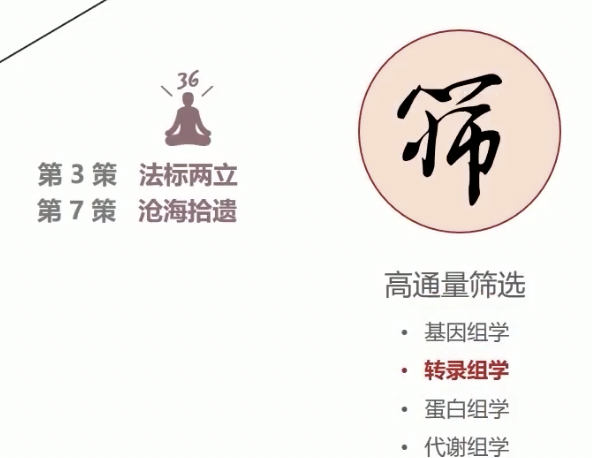 36
第 3 策 法标两立
第 7 策 沧海拾遗
筛
高通量筛选
• 基因组学
• 转录组学
• 蛋白组学
• 代谢组学